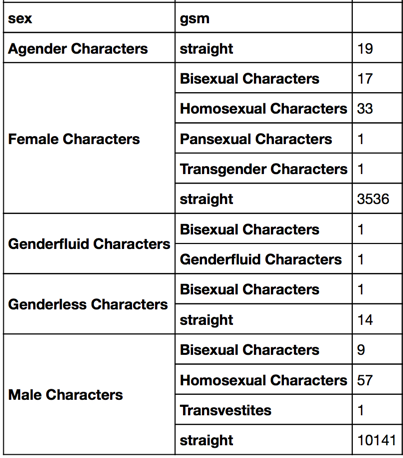 sex gsm
Agender Characters straight 19
Female Characters Bisexual Characters 17
Homosexual Characters 33
Pansexual Characters 1
Transgender Characters 1
straight 3536
Genderfluid Characters Bisexual Characters 1
Genderfluid Characters 1
Genderless Characters Bisexual Characters 1
straight 14
Male Characters Bisexual Characters 9
Homosexual Characters 57
Transvestites 1
straight 10141